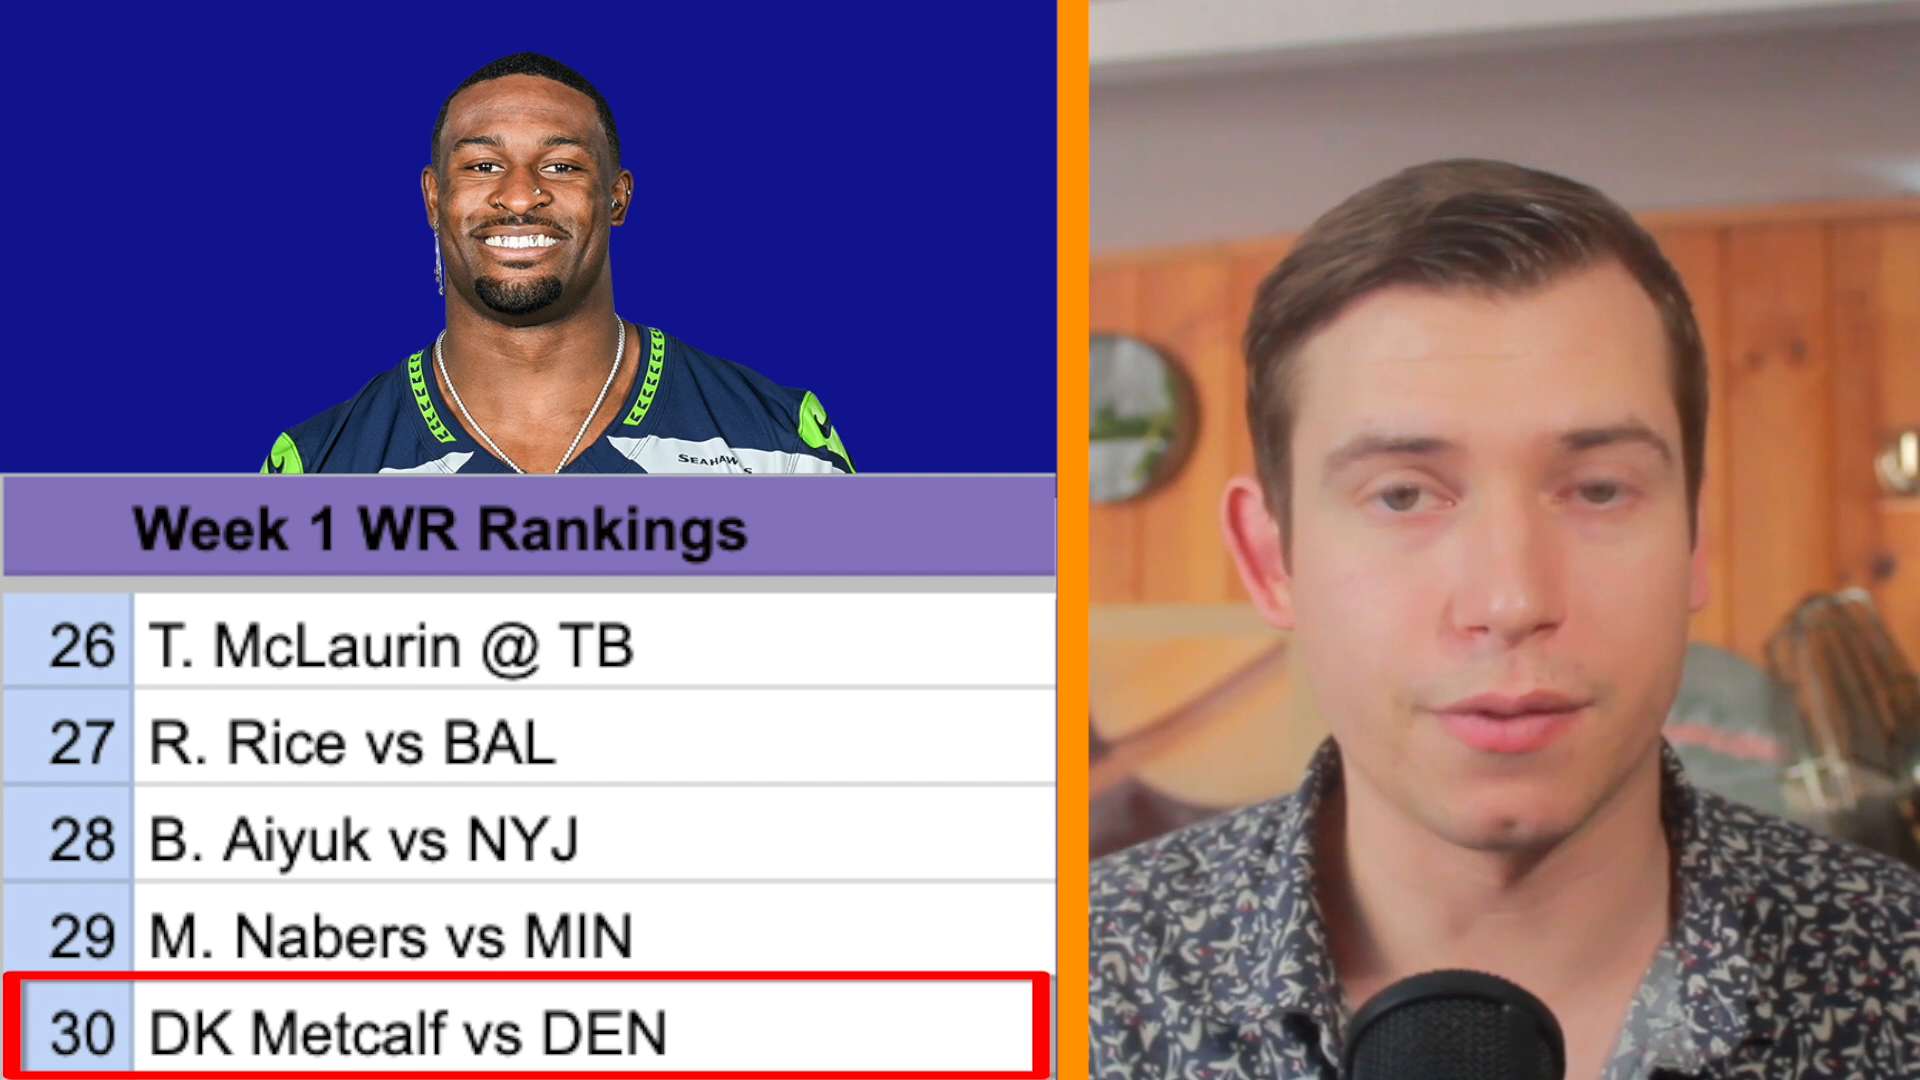 SEAHAWKS
Week 1 WR Rankings
26 T. McLaurin @ TB
27 R. Rice vs BAL
28 B. Aiyuk vs NYJ
29 M. Nabers vs MIN
30 DK Metcalf vs DEN